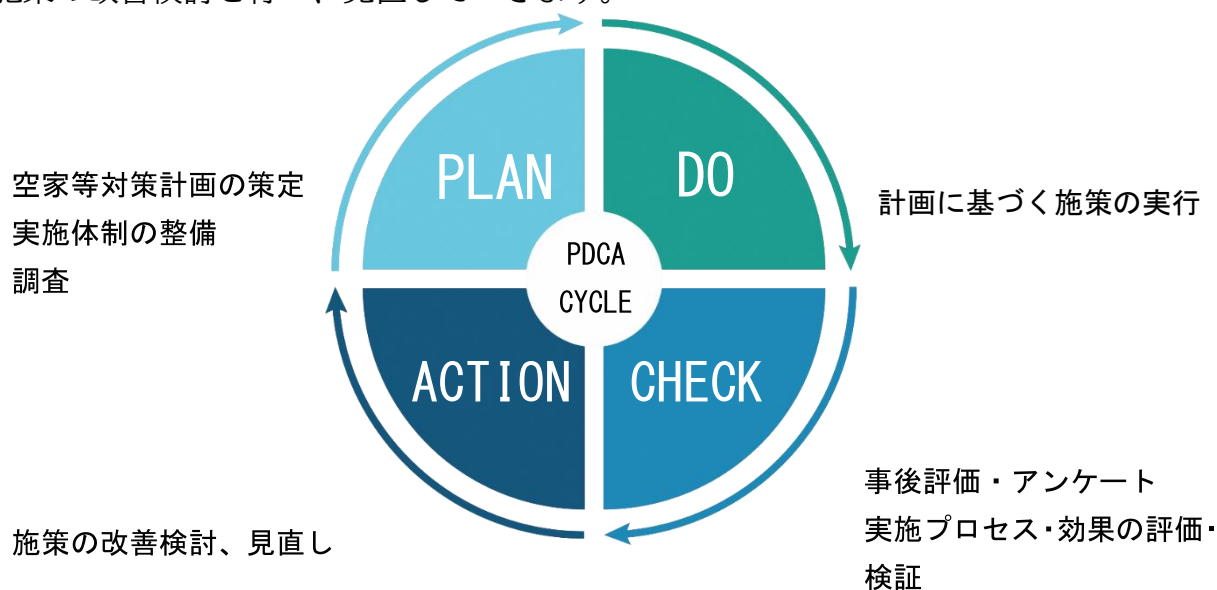 PLAN
DO
空家等対策計画の策定
実施体制の整備
調査
計画に基づく施策の実行
PDCA
CYCLE
ACTION
CHECK
事後評価・アンケート
実施プロセス・効果の評価・
検証
施策の改善検討、見直し